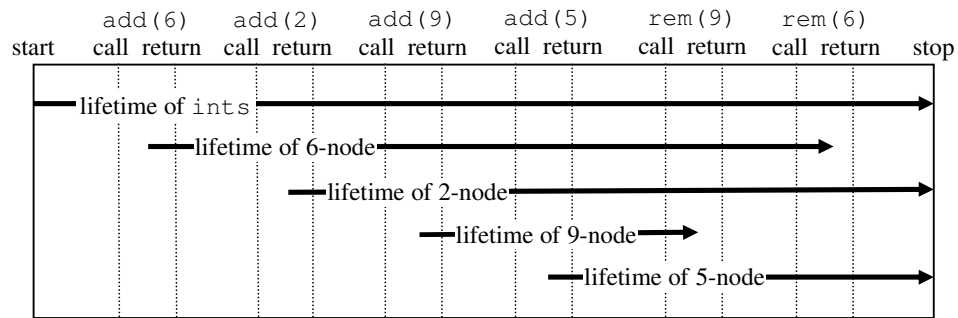 add(6) add(2) add(9) add(5) rem(9) rem(6)
start call return call return call return call return call return call return stop
lifetime of ints
lifetime of 6-node
lifetime of 2-node
lifetime of 9-node
lifetime of 5-node